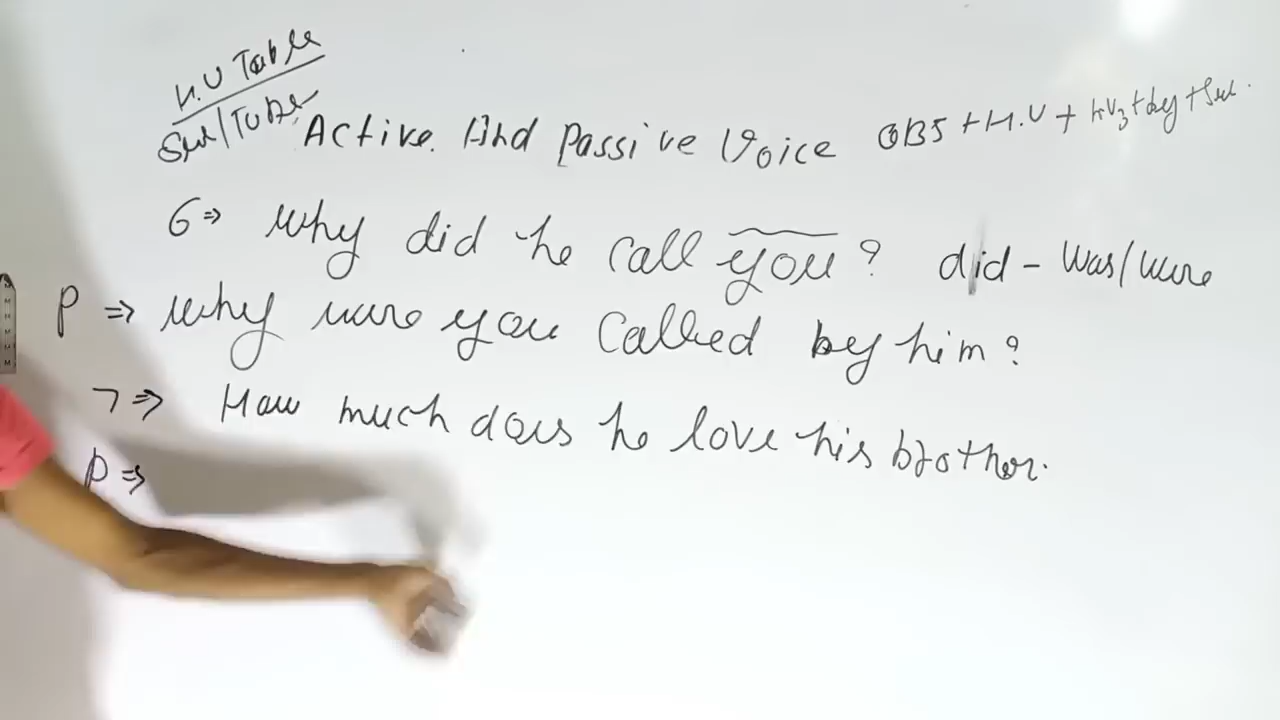 H.V Table
Sub/Table
Active And Passive Voice OBJ + H.V + hV3 + by + Sub.
6⇒ Why did he call you? did - was/were
P ⇒ Why were you called by him?
7 ⇒ How much does he love his brother.
P ⇒